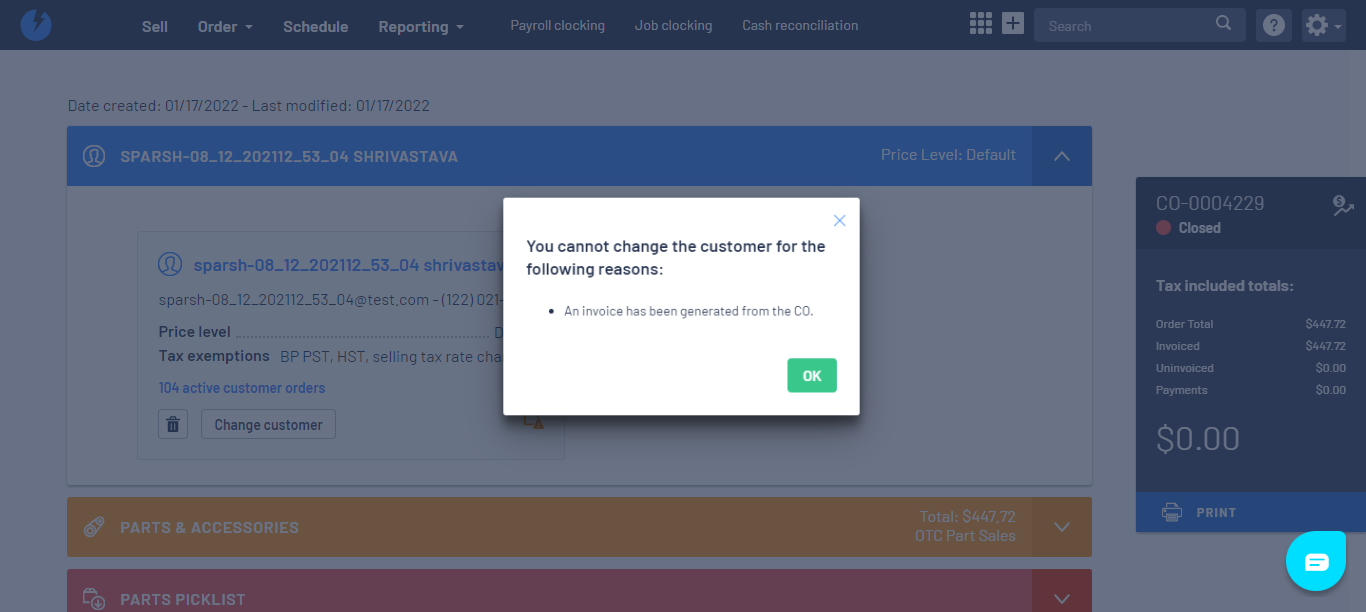 Sell
Order
Schedule
Reporting
Payroll clocking
Job clocking
Cash reconciliation
Search
Date created: 01/17/2022 - Last modified: 01/17/2022
SPARSH-08_12_202112_53_04 SHRIVASTAVA
Price Level: Default
CO-0004229
Closed
You cannot change the customer for the
following reasons:
sparsh-08_12_202112_53_04 shrivastav
sparsh-08_12_202112_53_04@test.com - (122) 021-
• An invoice has been generated from the CO.
Price level
Tax exemptions BP PST, HST, selling tax rate cha
104 active customer orders
Change customer
OK
Tax included totals:
Order Total $447.72
Invoiced $447.72
Uninvoiced $0.00
Payments $0.00
$0.00
PRINT
PARTS & ACCESSORIES
Total: $447.72
OTC Part Sales
PARTS PICKLIST